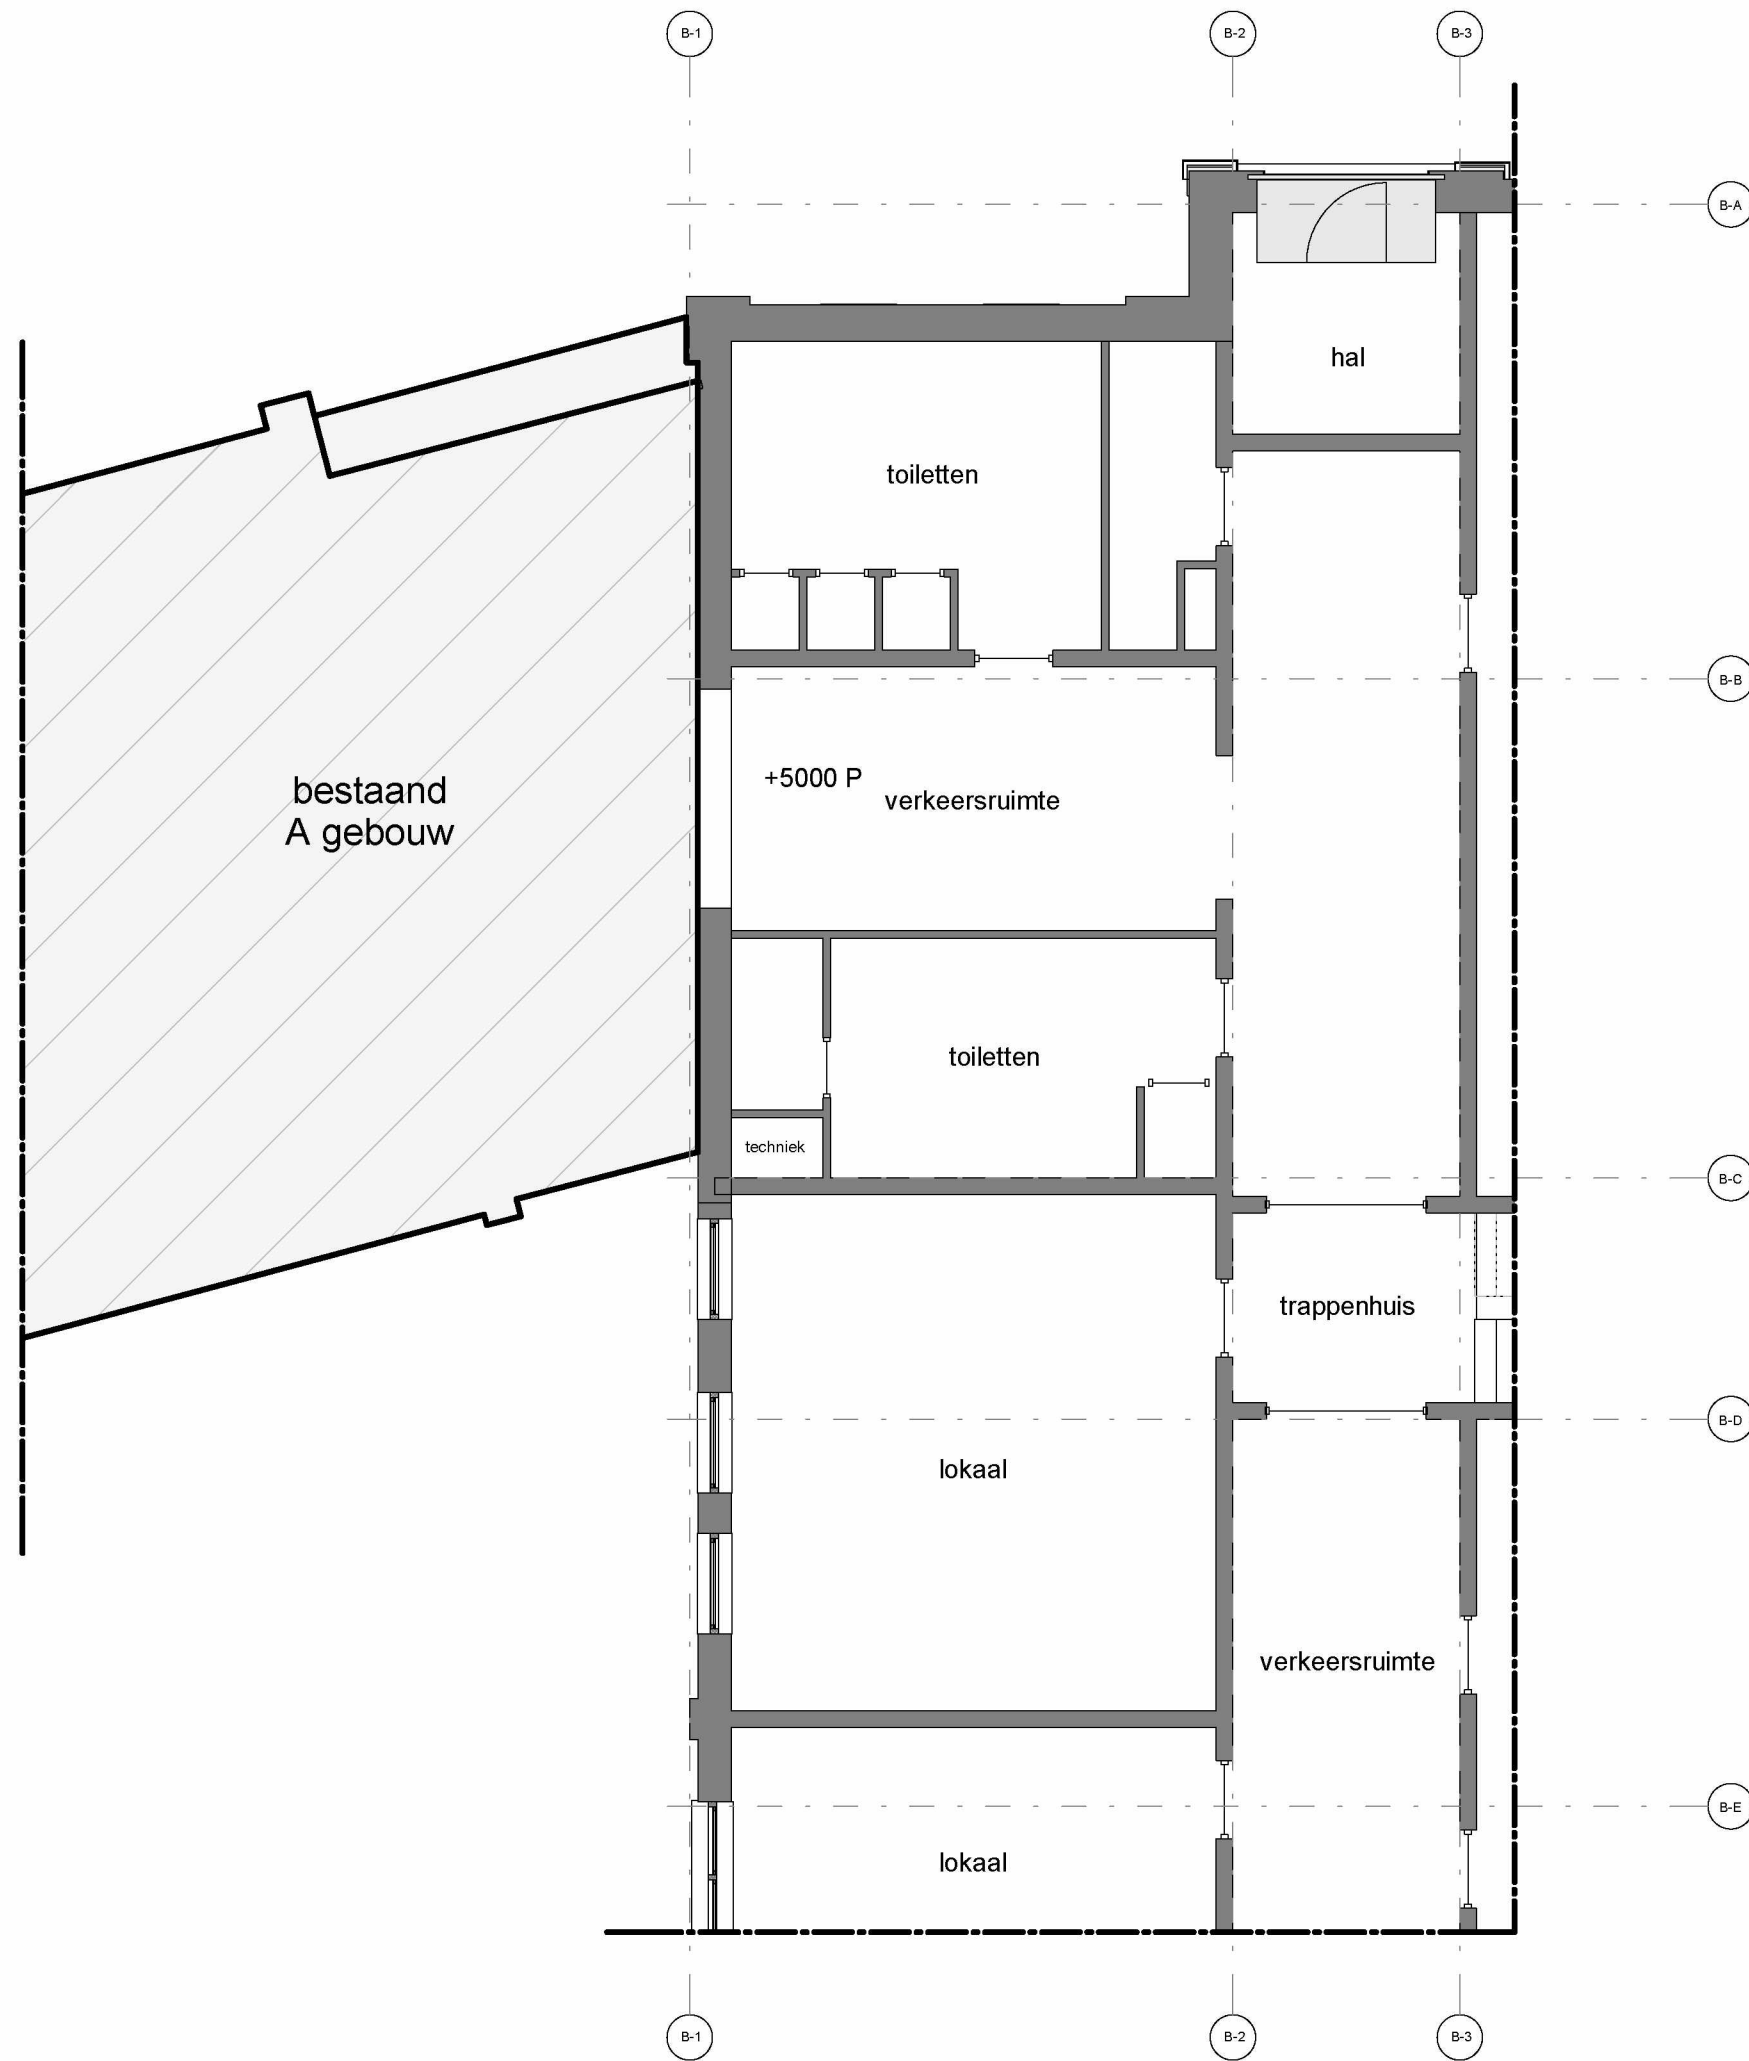 B-1
B-2
B-3
B-A
hal
toiletten
B-B
+5000 P
verkeersruimte
bestaand
A gebouw
toiletten
techniek
B-C
trappenhuis
B-D
lokaal
verkeersruimte
B-E
lokaal
B-1
B-2
B-3